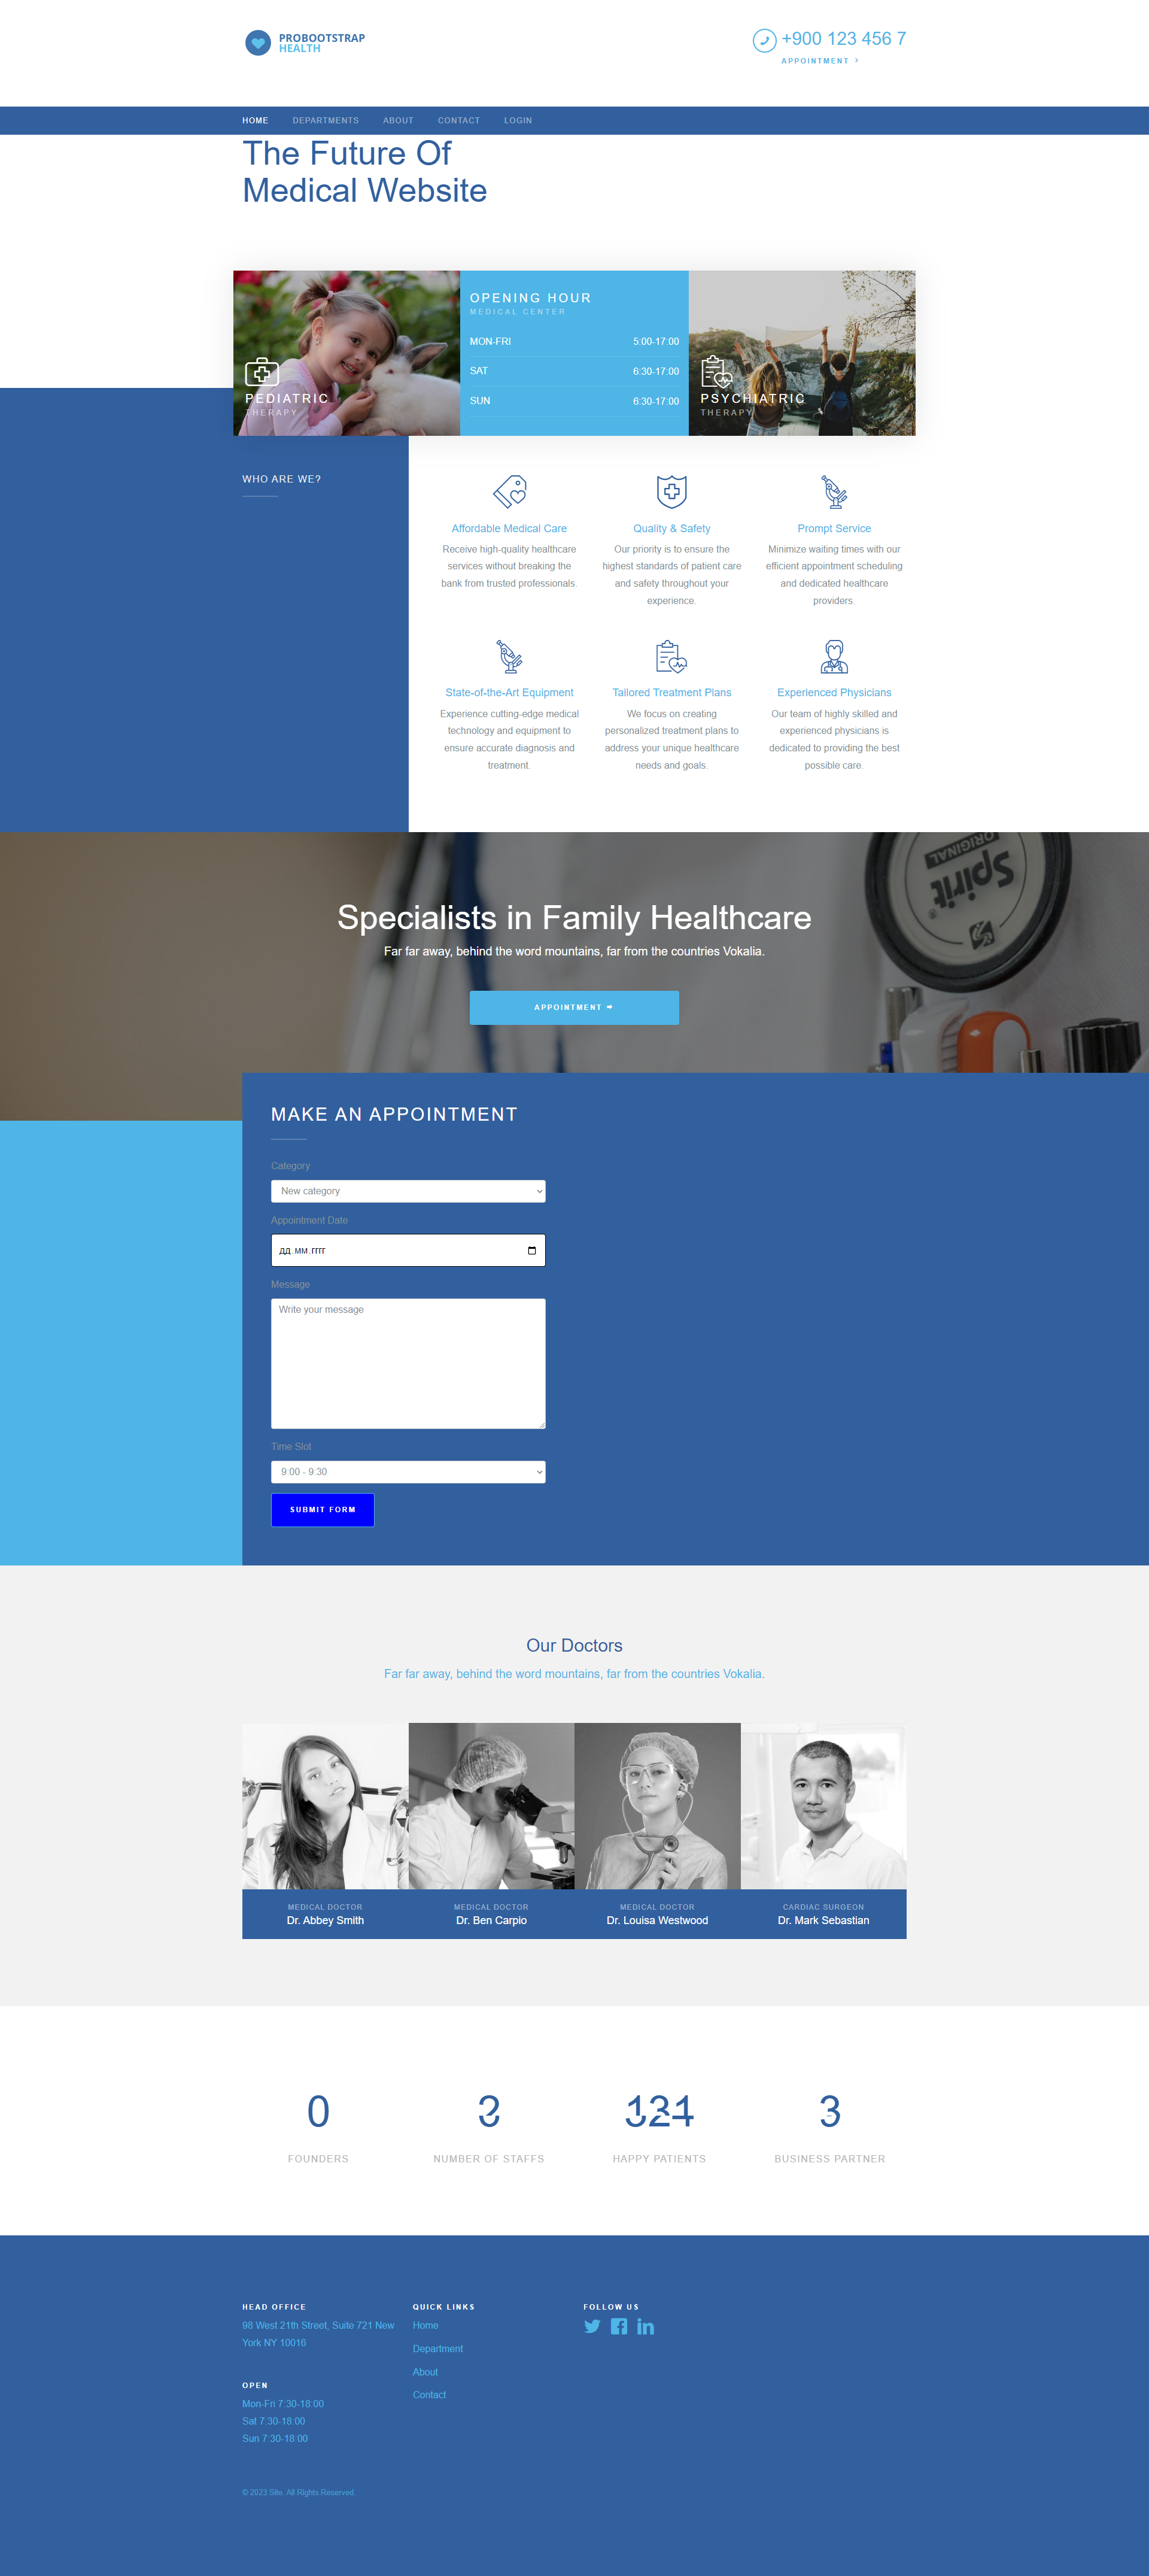 PROBOOTSTRAP
HEALTH
+900 123 456 7
APPOINTMENT
HOME DEPARTMENTS ABOUT CONTACT LOGIN
The Future Of
Medical Website
PEDIATRIC
THERAPY
OPENING HOUR
MEDICAL CENTER
MON-FRI 5:00-17:00
SAT 6:30-17:00
SUN 6:30-17:00
PSYCHIATRIC
THERAPY
WHO ARE WE?
Affordable Medical Care
Receive high-quality healthcare
services without breaking the
bank from trusted professionals.
Quality & Safety
Our priority is to ensure the
highest standards of patient care
and safety throughout your
experience.
Prompt Service
Minimize waiting times with our
efficient appointment scheduling
and dedicated healthcare
providers.
State-of-the-Art Equipment
Experience cutting-edge medical
technology and equipment to
ensure accurate diagnosis and
treatment.
Tailored Treatment Plans
We focus on creating
personalized treatment plans to
address your unique healthcare
needs and goals.
Experienced Physicians
Our team of highly skilled and
experienced physicians is
dedicated to providing the best
possible care.
ORIGINAL
Spirit
Specialists in Family Healthcare
Far far away, behind the word mountains, far from the countries Vokalia.
APPOINTMENT
MAKE AN APPOINTMENT
Category
New category
Appointment Date
дд.мм.гггг
Message
Write your message
Time Slot
9:00 - 9:30
SUBMIT FORM
Our Doctors
Far far away, behind the word mountains, far from the countries Vokalia.
MEDICAL DOCTOR
Dr. Abbey Smith
MEDICAL DOCTOR
Dr. Ben Carpio
MEDICAL DOCTOR
Dr. Louisa Westwood
CARDIAC SURGEON
Dr. Mark Sebastian
0
FOUNDERS
NUMBER OF STAFFS
HAPPY PATIENTS
3
BUSINESS PARTNER
HEAD OFFICE
98 West 21th Street, Suite 721 New
York NY 10016
OPEN
Mon-Fri 7:30-18:00
Sat 7:30-18:00
Sun 7:30-18:00
QUICK LINKS
Home
Department
About
Contact
FOLLOW US
© 2023 Site. All Rights Reserved.